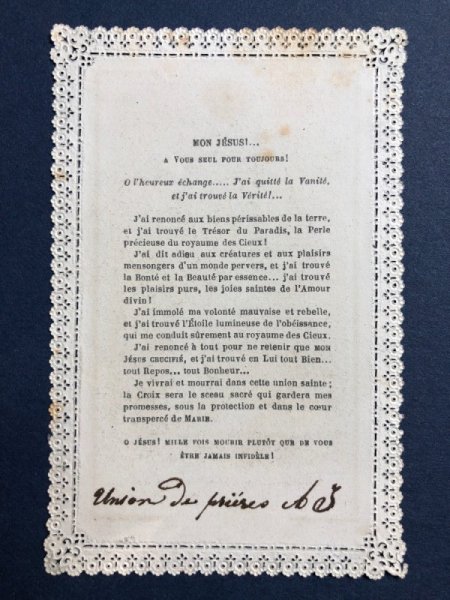 MON JÉSUS!...
A VOUS SEUL POUR TOUJOURS!
O l'heureux échange..... J'ai quitté la Vanité,
et j'ai trouvé la Vérité!...
J'ai renoncé aux biens périssables de la terre,
et j'ai trouvé le Trésor du Paradis, la Perle
précieuse du royaume des Cieux!
J'ai dit adieu aux créatures et aux plaisirs
mensongers d'un monde pervers, et j'ai trouvé
la Bonté et la Beauté par essence... j'ai trouvé
les plaisirs purs, les joies saintes de l'Amour
divin!
J'ai immolé ma volonté mauvaise et rebelle,
et j'ai trouvé l'Étoile lumineuse de l'obéissance,
qui me conduit sûrement au royaume des Cieux.
J'ai renoncé à tout pour ne retenir que MON
JÉSUS CRUCIFIÉ, et j'ai trouvé en Lui tout Bien...
tout Repos... tout Bonheur...
Je vivrai et mourrai dans cette union sainte;
la Croix sera le sceau sacré qui gardera mes
promesses, sous la protection et dans le cœur
transpercé de MARIE.
O JÉSUS! MILLE FOIS MOURIR PLUTÔT QUE DE VOUS
ÊTRE JAMAIS INFIDÈLE!
Union de prières A J